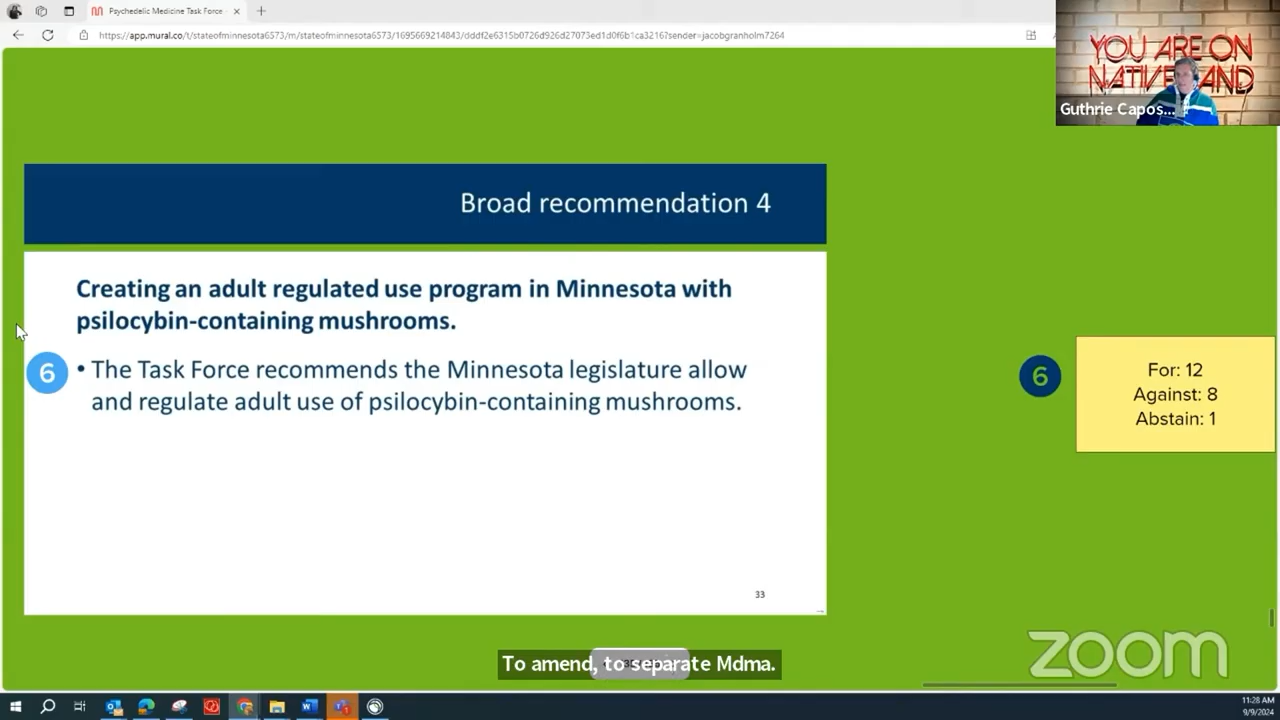 Psychedelic Medicine Task Force
https://app.mural.co/t/stateofminnesota6573/m/stateofminnesota6573/1695669214843/dddf2e6315b0726d926d27073ed1d0f6b1ca3216?sender=jacobgranholm7264
YOU ARE ON
NATIVE LAND
Guthrie Capos...
Broad recommendation 4
Creating an adult regulated use program in Minnesota with
psilocybin-containing mushrooms.
6 • The Task Force recommends the Minnesota legislature allow
and regulate adult use of psilocybin-containing mushrooms.
6
For: 12
Against: 8
Abstain: 1
33
To amend, to separate Mdma.
zoom
11:28 AM
9/9/2024